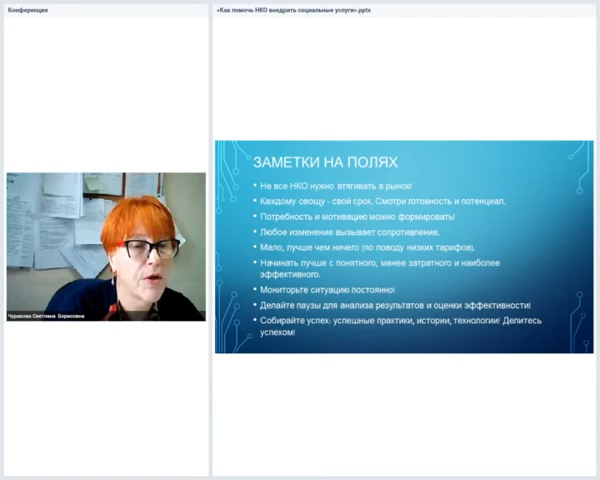 Конференция
«Как помочь НКО внедрить социальные услуги».pptx
Чуракова Светлана Борисовна
ЗАМЕТКИ НА ПОЛЯХ
• Не все НКО нужно втягивать в рынок!
• Каждому овощу - свой срок. Смотри готовность и потенциал.
• Потребность и мотивацию можно формировать!
• Любое изменение вызывает сопротивление.
• Мало, лучше чем ничего (по поводу низких тарифов).
• Начинать лучше с понятного, менее затратного и наиболее
эффективного.
• Мониторьте ситуацию постоянно!
• Делайте паузы для анализа результатов и оценки эффективности!
• Собирайте успех: успешные практики, истории, технологии! Делитесь
успехом!